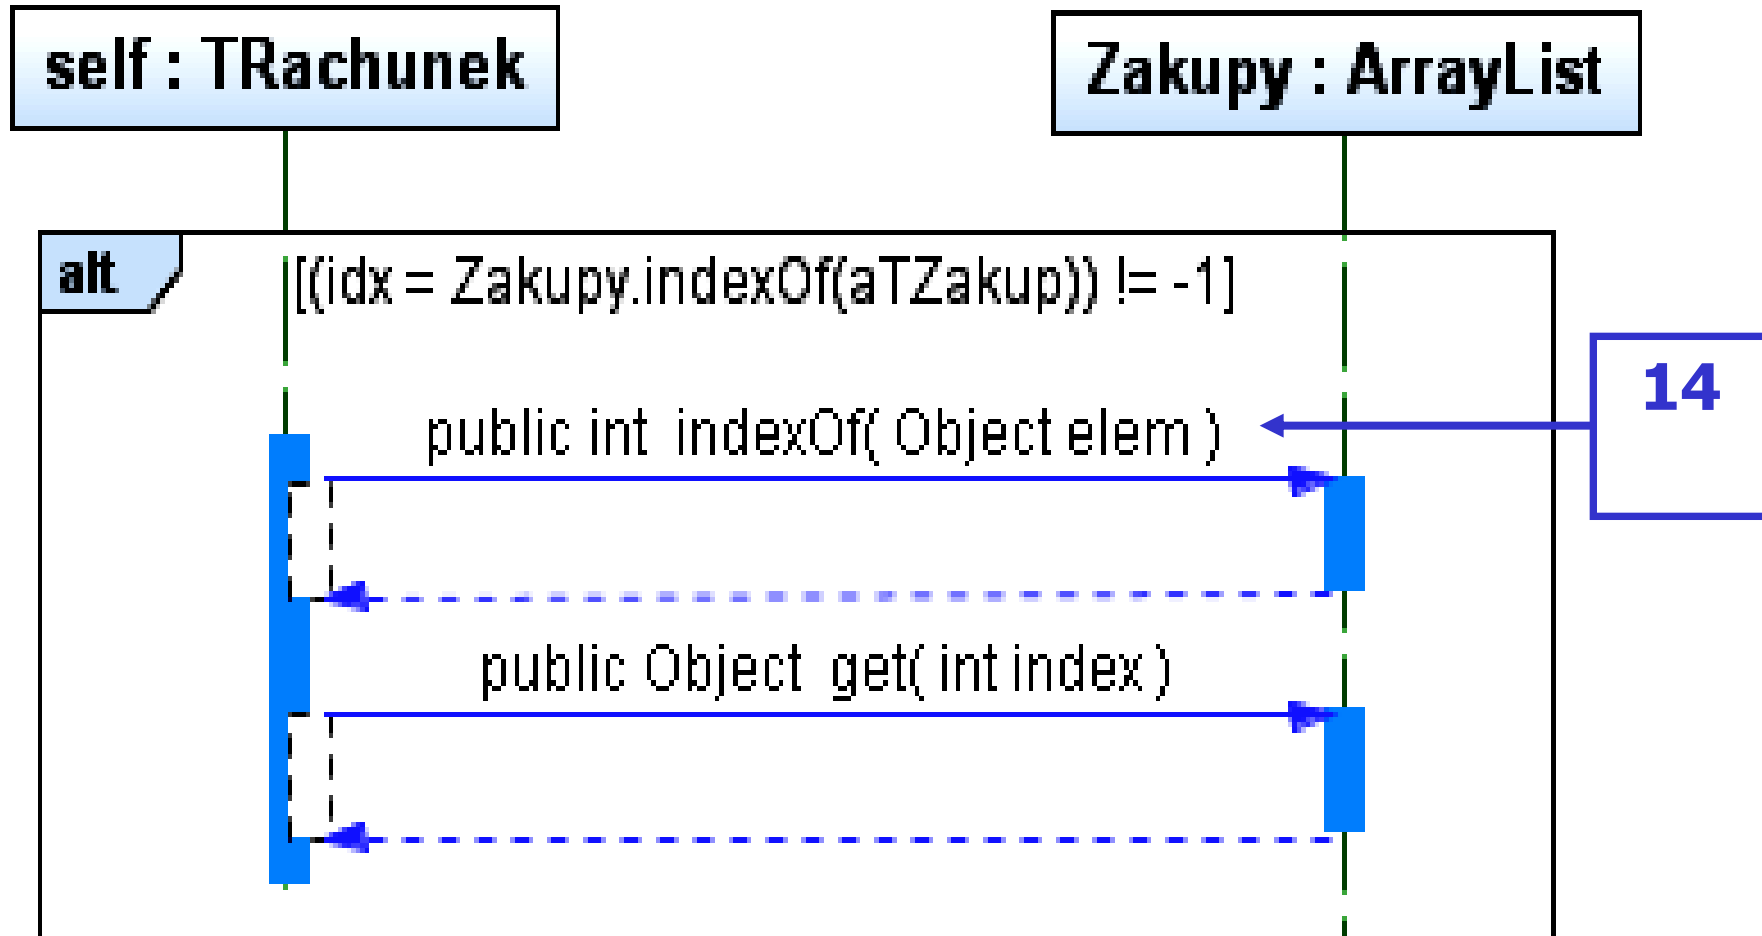 self : TRachunek
Zakupy : ArrayList
alt
[(idx = Zakupy.indexOf(aTZakup)) != -1]
14
public int  indexOf( Object elem )
public Object  get( int index )